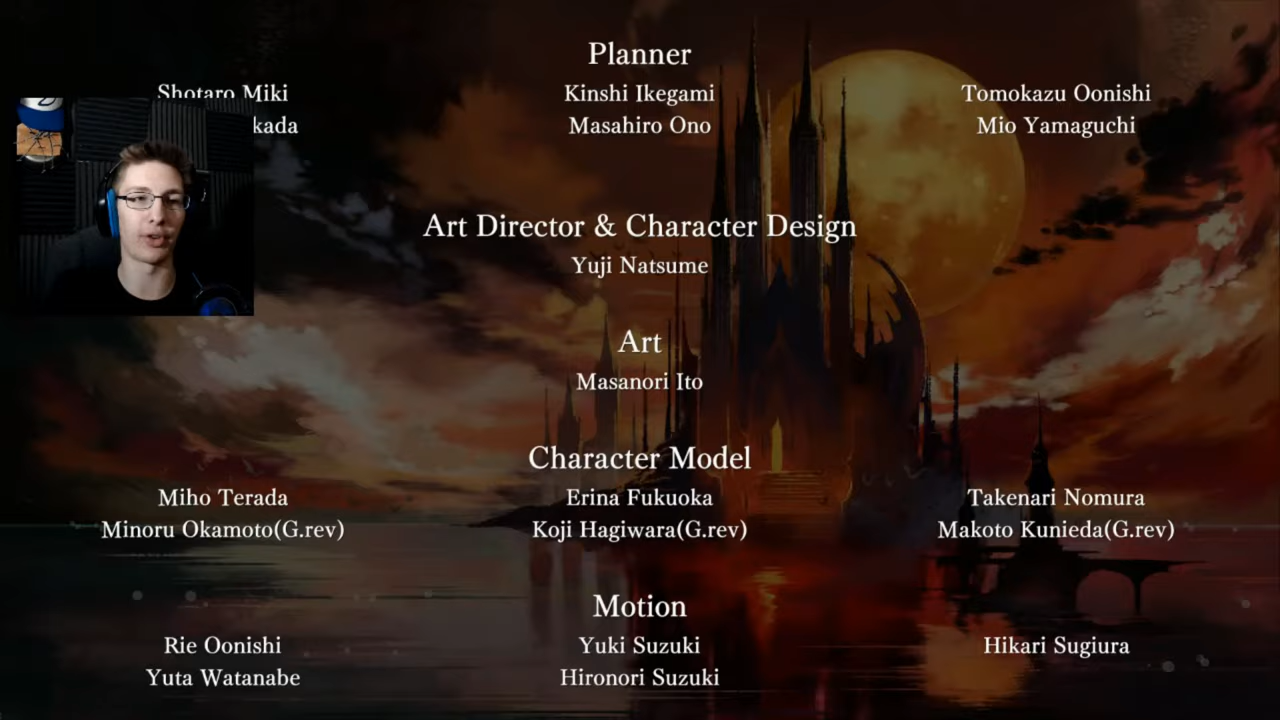 Planner
Shotaro Miki Kinshi Ikegami Tomokazu Oonishi
kada Masahiro Ono Mio Yamaguchi
Art Director & Character Design
Yuji Natsume
Art
Masanori Ito
Character Model
Miho Terada Erina Fukuoka Takenari Nomura
Minoru Okamoto(G.rev) Koji Hagiwara(G.rev) Makoto Kunieda(G.rev)
Motion
Rie Oonishi Yuki Suzuki Hikari Sugiura
Yuta Watanabe Hironori Suzuki